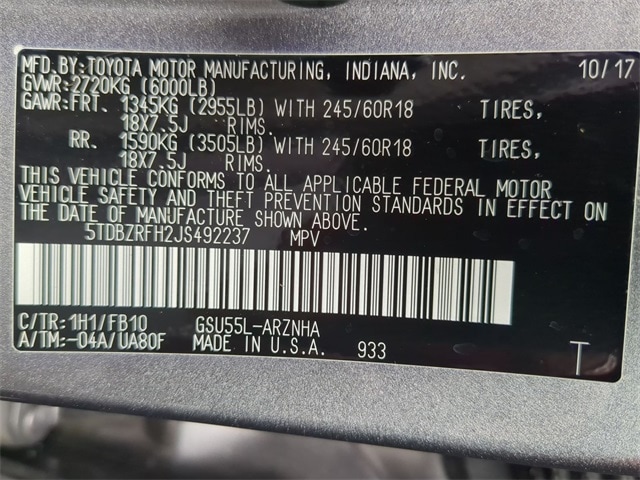 MFD.BY:TOYOTA MOTOR MANUFACTURING, INDIANA, INC. 10/17
GVWR:2720KG (6000LB)
GAWR:FRT. 1345KG (2955LB) WITH 245/60R18 TIRES,
18X7.5J RIMS.
RR. 1590KG (3505LB) WITH 245/60R18 TIRES,
18X7.5J RIMS.
THIS VEHICLE CONFORMS TO ALL APPLICABLE FEDERAL MOTOR
VEHICLE SAFETY AND THEFT PREVENTION STANDARDS IN EFFECT ON
THE DATE OF MANUFACTURE SHOWN ABOVE.
5TDBZRFH2JS492237 MPV
C/TR:1H1/FB10 GSU55L-ARZNHA
A/TM:-04A/UA80F MADE IN U.S.A. 933 T